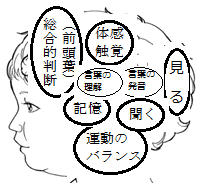 総合的判断
（前頭葉）
体感
触覚
言葉の
理解
言葉の
発言
見る
記憶
聞く
運動の
バランス